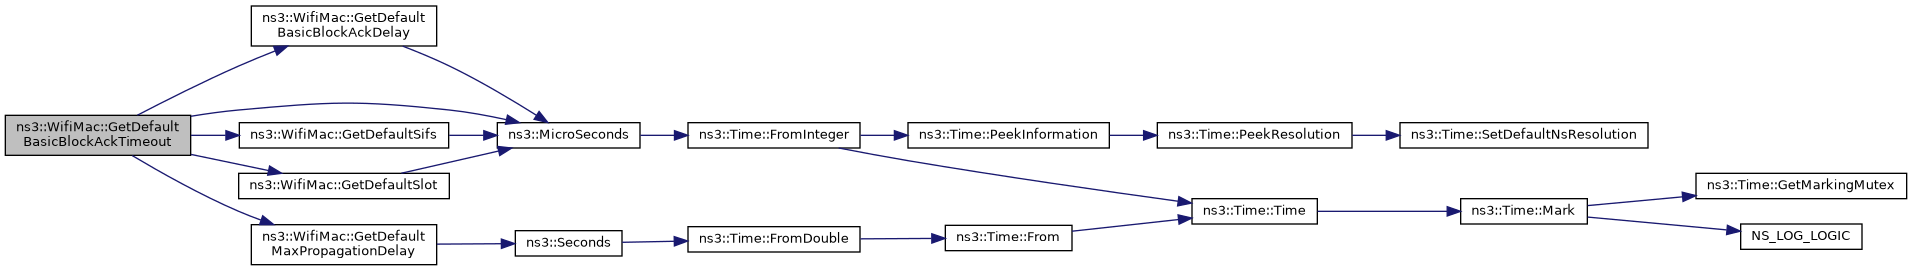 ns3::WifiMac::GetDefault
BasicBlockAckDelay
ns3::WifiMac::GetDefault
BasicBlockAckTimeout
ns3::WifiMac::GetDefaultSifs
ns3::MicroSeconds
ns3::Time::FromInteger
ns3::Time::PeekInformation
ns3::Time::PeekResolution
ns3::Time::SetDefaultNsResolution
ns3::WifiMac::GetDefaultSlot
ns3::Time::GetMarkingMutex
ns3::Time::Time
ns3::Time::Mark
ns3::WifiMac::GetDefault
MaxPropagationDelay
ns3::Seconds
ns3::Time::FromDouble
ns3::Time::From
NS_LOG_LOGIC